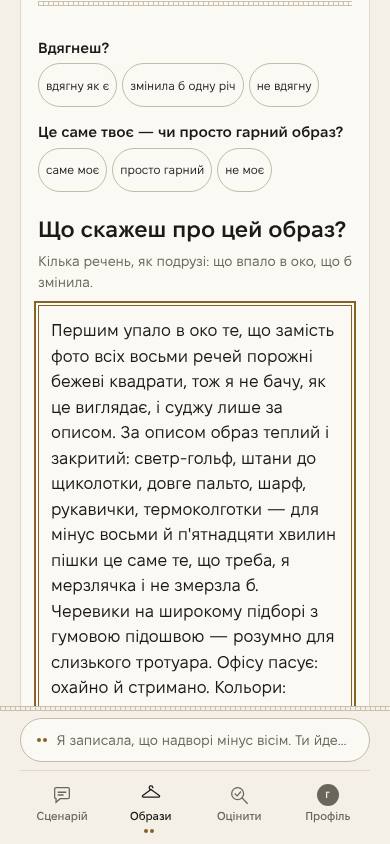 Вдягнеш?
вдягну як є
змінила б одну річ
не вдягну
Це саме твоє — чи просто гарний образ?
саме моє
просто гарний
не моє
Що скажеш про цей образ?
Кілька речень, як подрузі: що впало в око, що б
змінила.
Першим упало в око те, що замість
фото всіх восьми речей порожні
бежеві квадрати, тож я не бачу, як
це виглядає, і суджу лише за
описом. За описом образ теплий і
закритий: светр-гольф, штани до
щиколотки, довге пальто, шарф,
рукавички, термоколготки — для
мінус восьми й п'ятнадцяти хвилин
пішки це саме те, що треба, я
мерзлячка і не змерзла б.
Черевики на широкому підборі з
гумовою підошвою — розумно для
слизького тротуара. Офісу пасує:
охайно й стримано. Кольори:
Я записала, що надворі мінус вісім. Ти йде…
Сценарій
Образи
Оцінити
г
Профіль